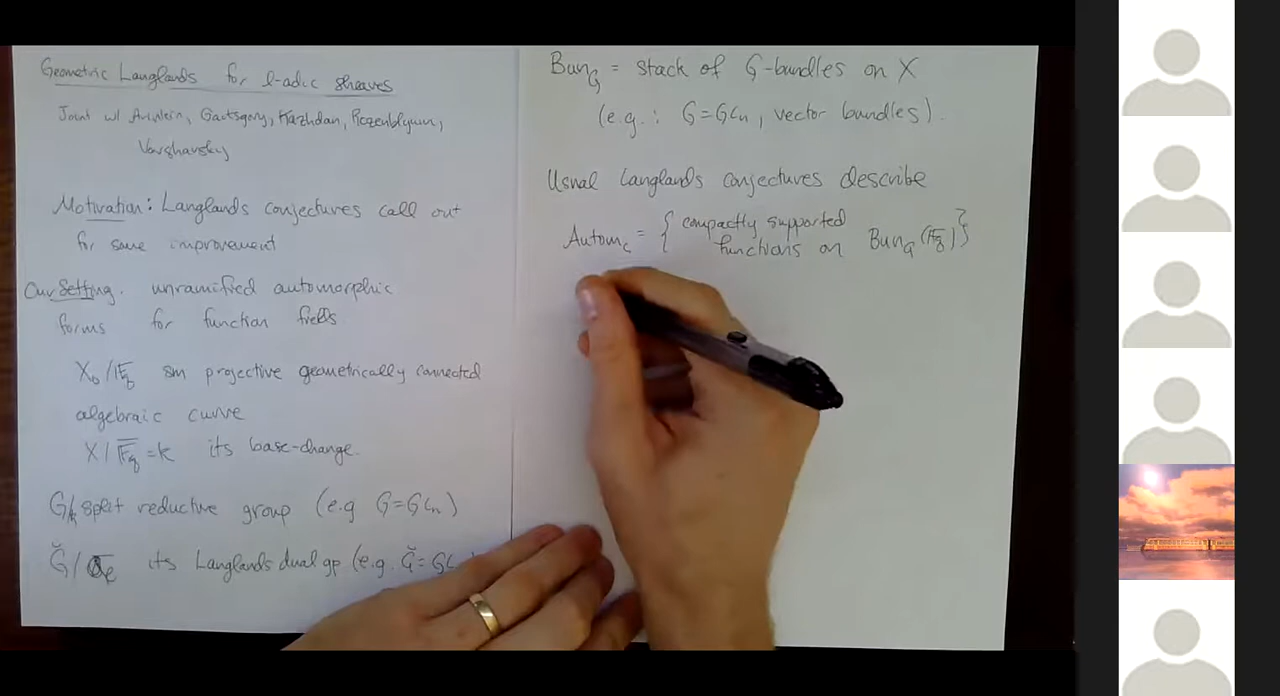 Geometric Langlands for l-adic sheaves
Joint w/ Arinkin, Gaitsgory, Kazhdan, Rozenblyum,
Varshavsky
Motivation: Langlands conjectures call out
for some improvement
Our Setting. unramified automorphic
forms for function fields
X₀/𝔽_q sm projective geometrically connected
algebraic curve
X/𝔽̄_q = k its base-change.
G/k split reductive group (e.g G=GLₙ)
Ǧ/ℚ̄_ℓ its Langlands dual gp (e.g. Ǧ=GL
Bun_G = stack of G-bundles on X
(e.g.: G=GLₙ, vector bundles).
Usual Langlands conjectures describe
Autom_c = { compactly supported
functions on Bun_G(𝔽_q) }